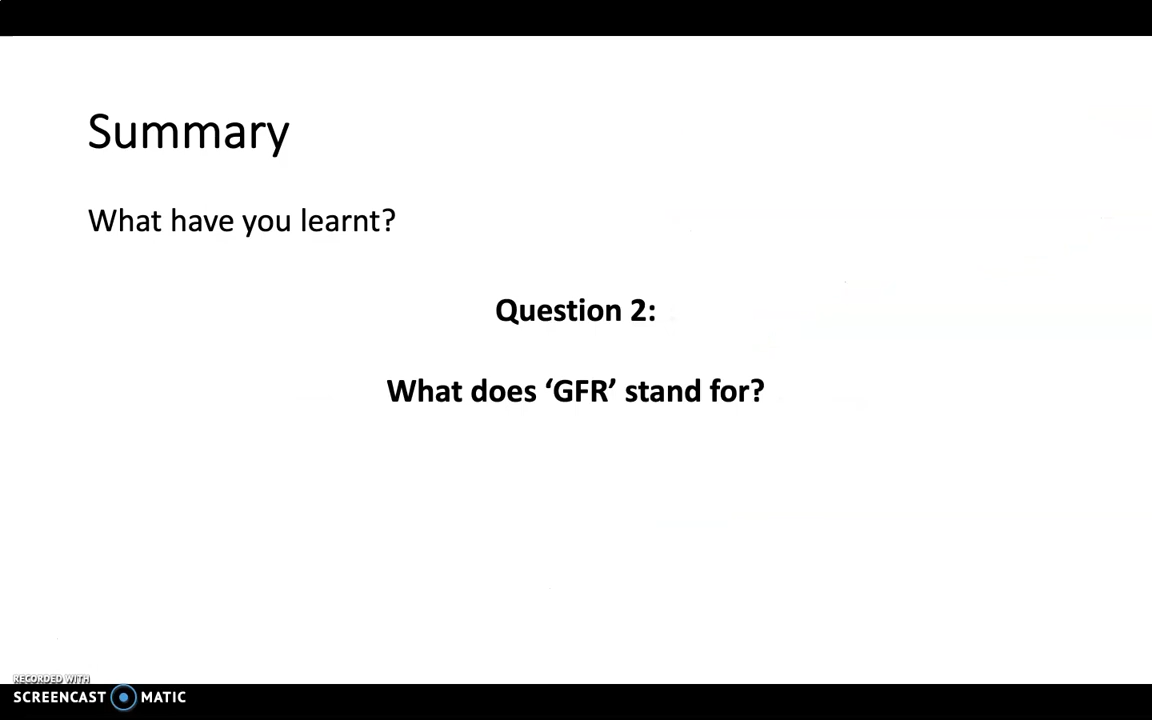 Summary
What have you learnt?
Question 2:
What does ‘GFR’ stand for?
RECORDED WITH
SCREENCAST MATIC